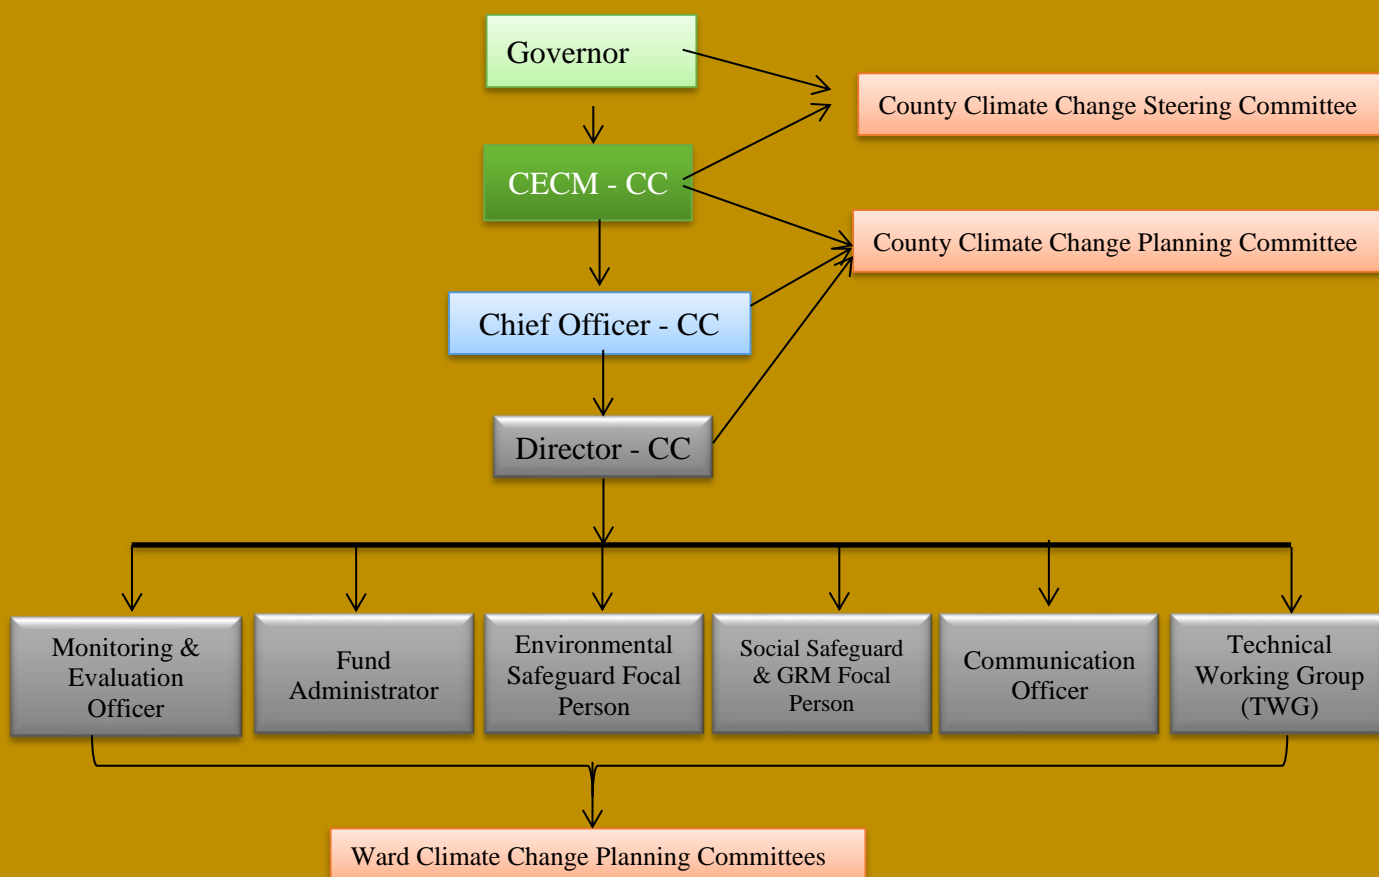 Governor
County Climate Change Steering Committee
CECM - CC
County Climate Change Planning Committee
Chief Officer - CC
Director - CC
Monitoring &
Evaluation
Officer
Fund
Administrator
Environmental
Safeguard Focal
Person
Social Safeguard
& GRM Focal
Person
Communication
Officer
Technical
Working Group
(TWG)
Ward Climate Change Planning Committees